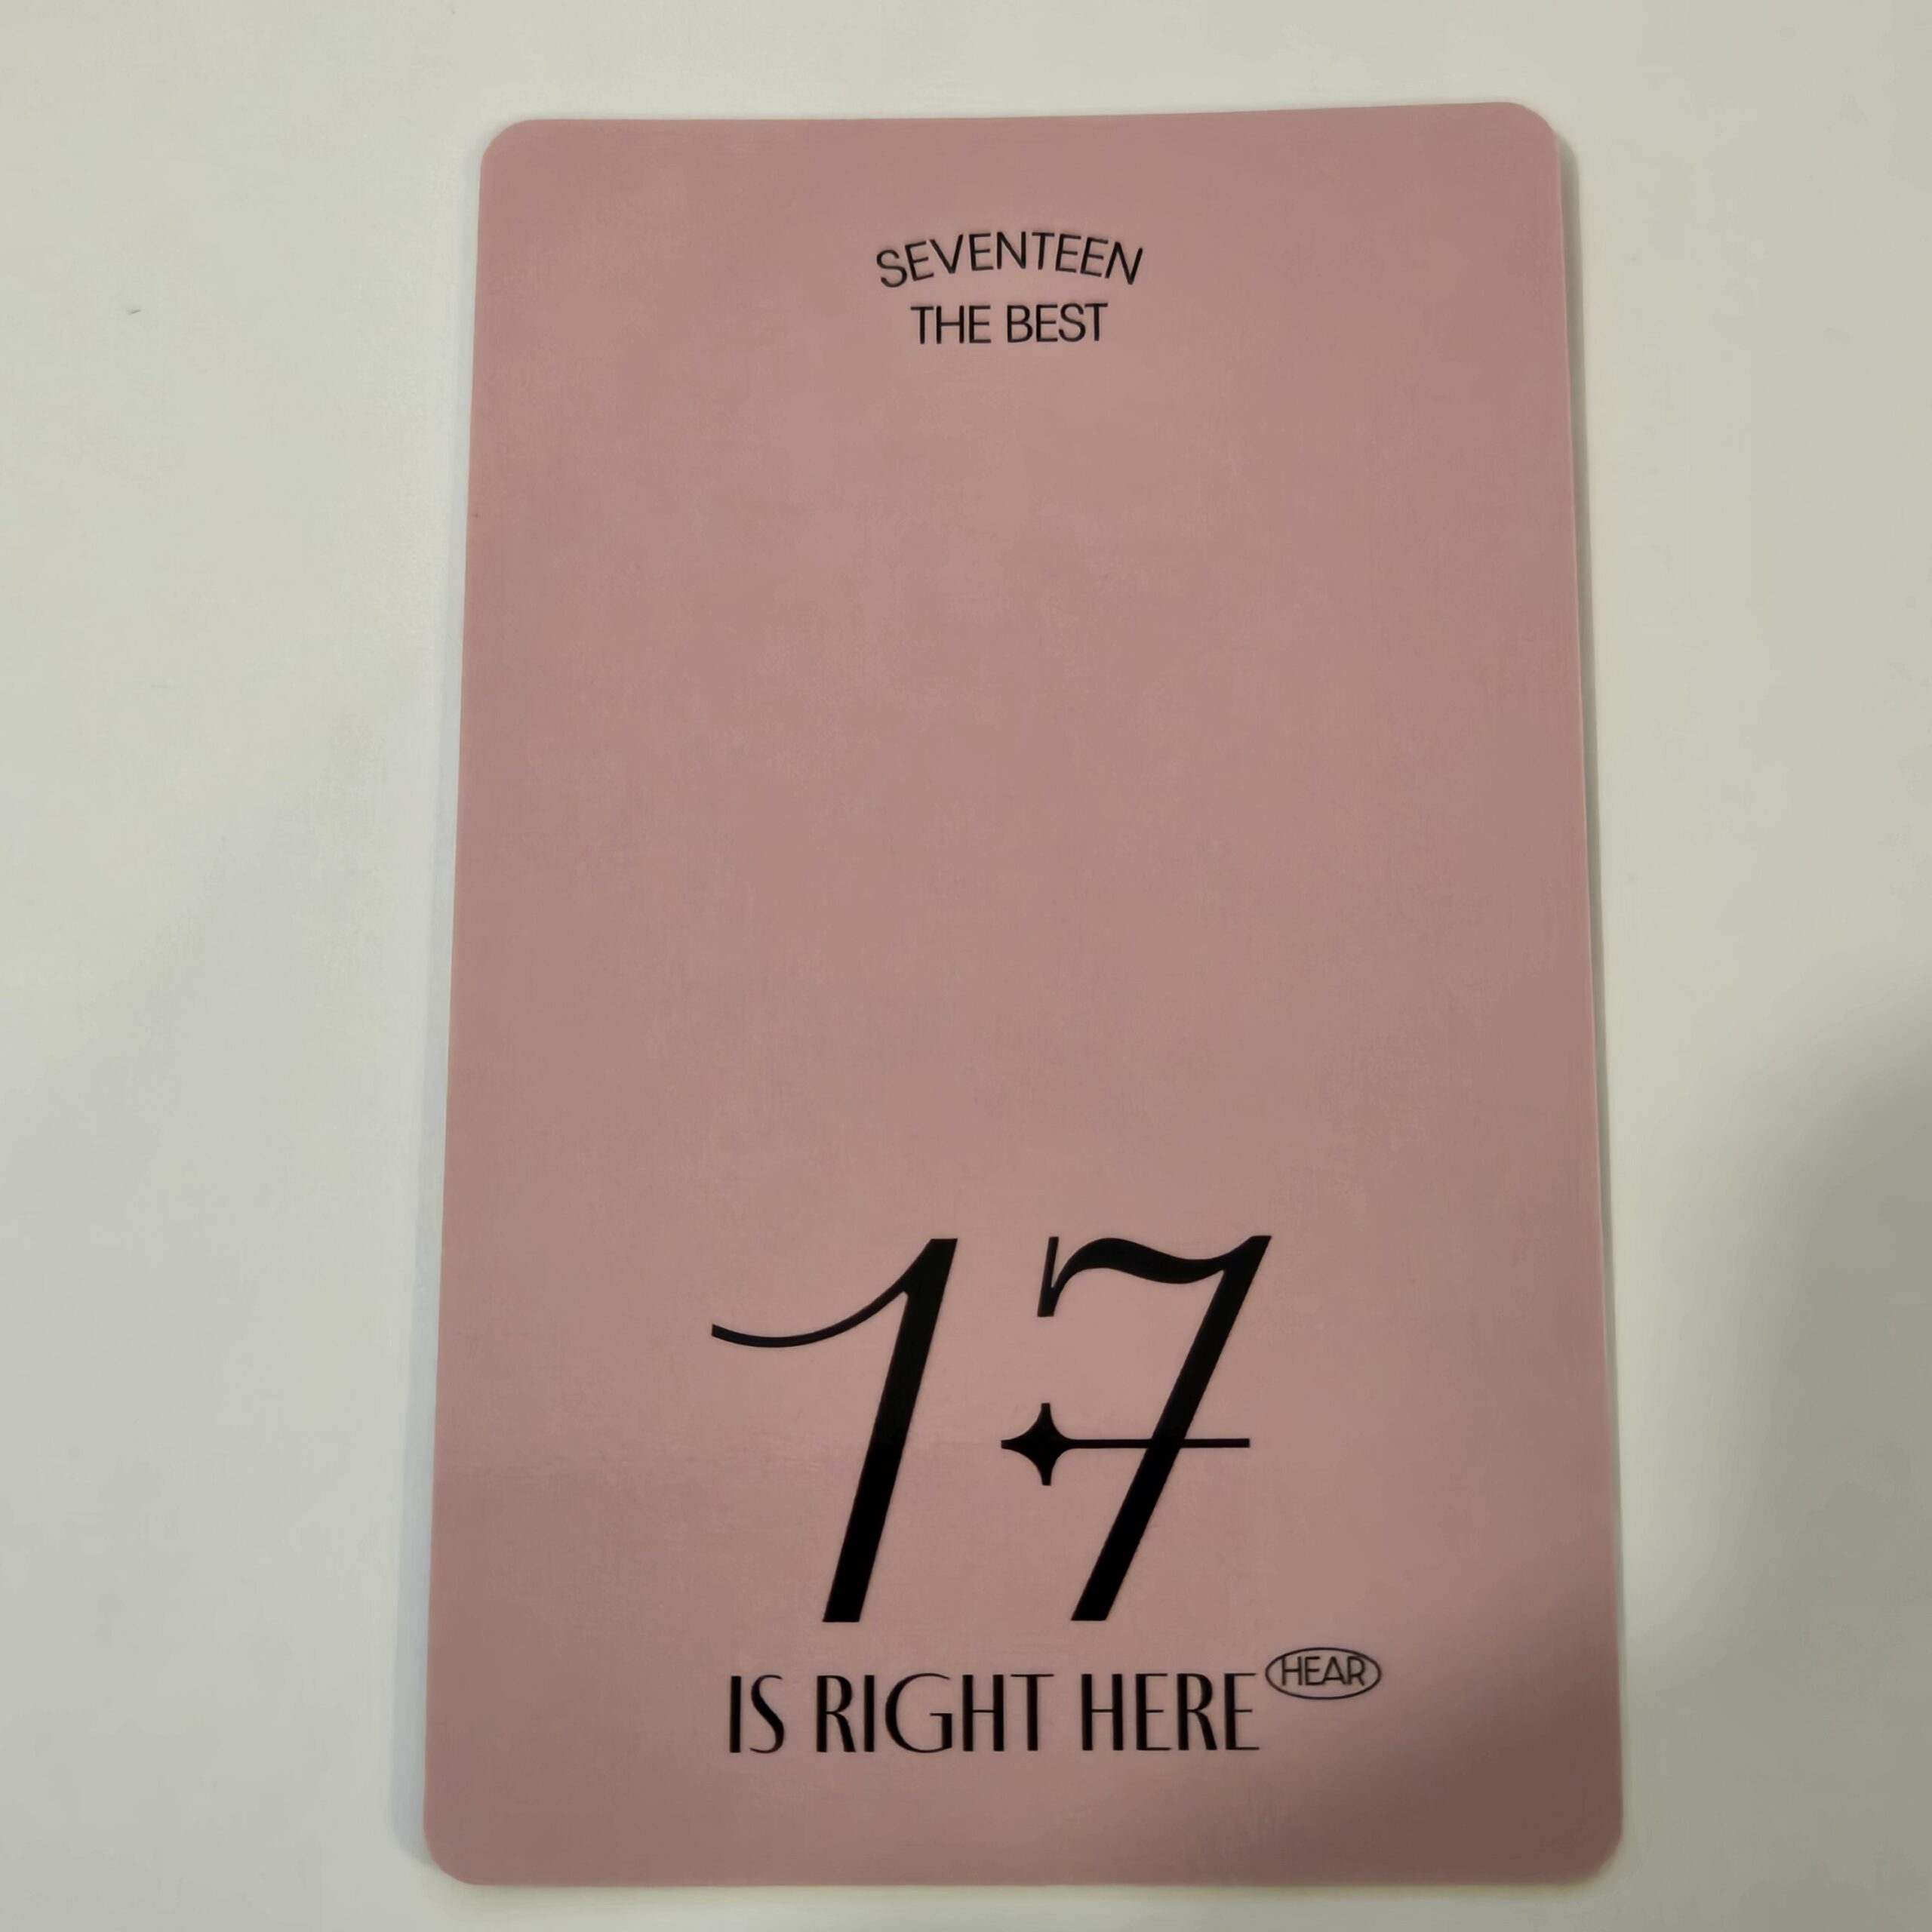 SEVENTEEN
THE BEST
17
IS RIGHT HERE HEAR